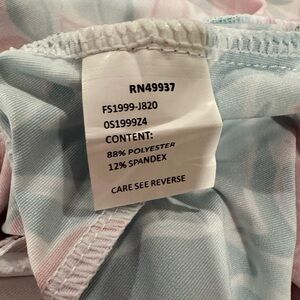 RN49937
FS1999-J820
0S1999Z4
CONTENT:
88% POLYESTER
12% SPANDEX
CARE SEE REVERSE